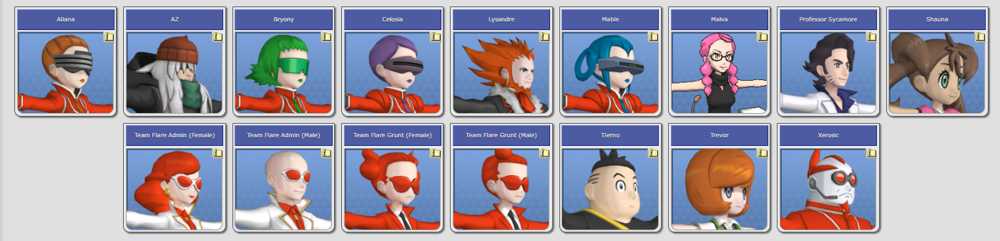 Aliana
AZ
Bryony
Celosia
Lysandre
Mable
Malva
Professor Sycamore
Shauna
Team Flare Admin (Female)
Team Flare Admin (Male)
Team Flare Grunt (Female)
Team Flare Grunt (Male)
Tierno
Trevor
Xerosic